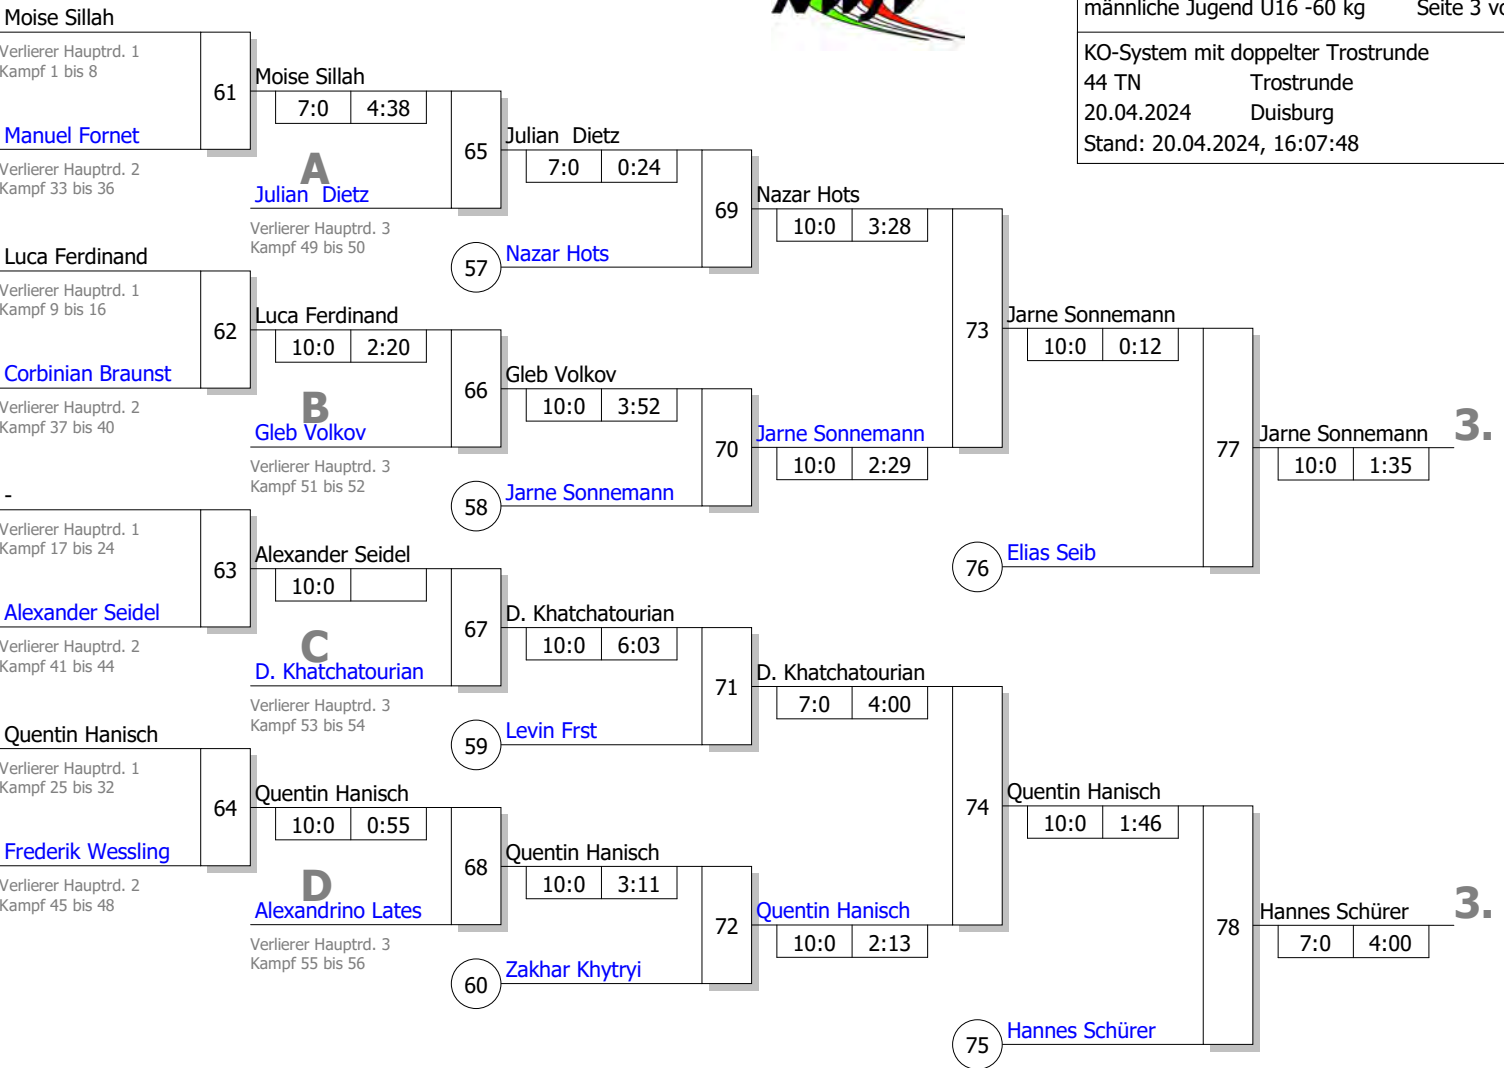 männliche Jugend U16 -60 kg Seite 3
KO-System mit doppelter Trostrunde
44 TN Trostrunde
20.04.2024 Duisburg
Stand: 20.04.2024, 16:07:48
Moise Sillah
Verlierer Hauptrd. 1
Kampf 1 bis 8
61
Manuel Fornet
Verlierer Hauptrd. 2
Kampf 33 bis 36
Luca Ferdinand
Verlierer Hauptrd. 1
Kampf 9 bis 16
62
Corbinian Braunst
Verlierer Hauptrd. 2
Kampf 37 bis 40
-
Verlierer Hauptrd. 1
Kampf 17 bis 24
63
Alexander Seidel
Verlierer Hauptrd. 2
Kampf 41 bis 44
Quentin Hanisch
Verlierer Hauptrd. 1
Kampf 25 bis 32
64
Frederik Wessling
Verlierer Hauptrd. 2
Kampf 45 bis 48
Moise Sillah
7:0 4:38
A
65
Julian Dietz
Verlierer Hauptrd. 3
Kampf 49 bis 50
Luca Ferdinand
10:0 2:20
B
66
Gleb Volkov
Verlierer Hauptrd. 3
Kampf 51 bis 52
Alexander Seidel
10:0
C
67
D. Khatchatourian
Verlierer Hauptrd. 3
Kampf 53 bis 54
Quentin Hanisch
10:0 0:55
D
68
Alexandrino Lates
Verlierer Hauptrd. 3
Kampf 55 bis 56
Julian Dietz
7:0 0:24
69
57 Nazar Hots
Gleb Volkov
10:0 3:52
70
58 Jarne Sonnemann
D. Khatchatourian
10:0 6:03
71
59 Levin Frst
Quentin Hanisch
10:0 3:11
72
60 Zakhar Khytryi
Nazar Hots
10:0 3:28
73
Jarne Sonnemann
10:0 2:29
D. Khatchatourian
7:0 4:00
74
Quentin Hanisch
10:0 2:13
Jarne Sonnemann
10:0 0:12
77
76 Elias Seib
Quentin Hanisch
10:0 1:46
78
75 Hannes Schürer
Jarne Sonnemann 3.
10:0 1:35
Hannes Schürer 3.
7:0 4:00